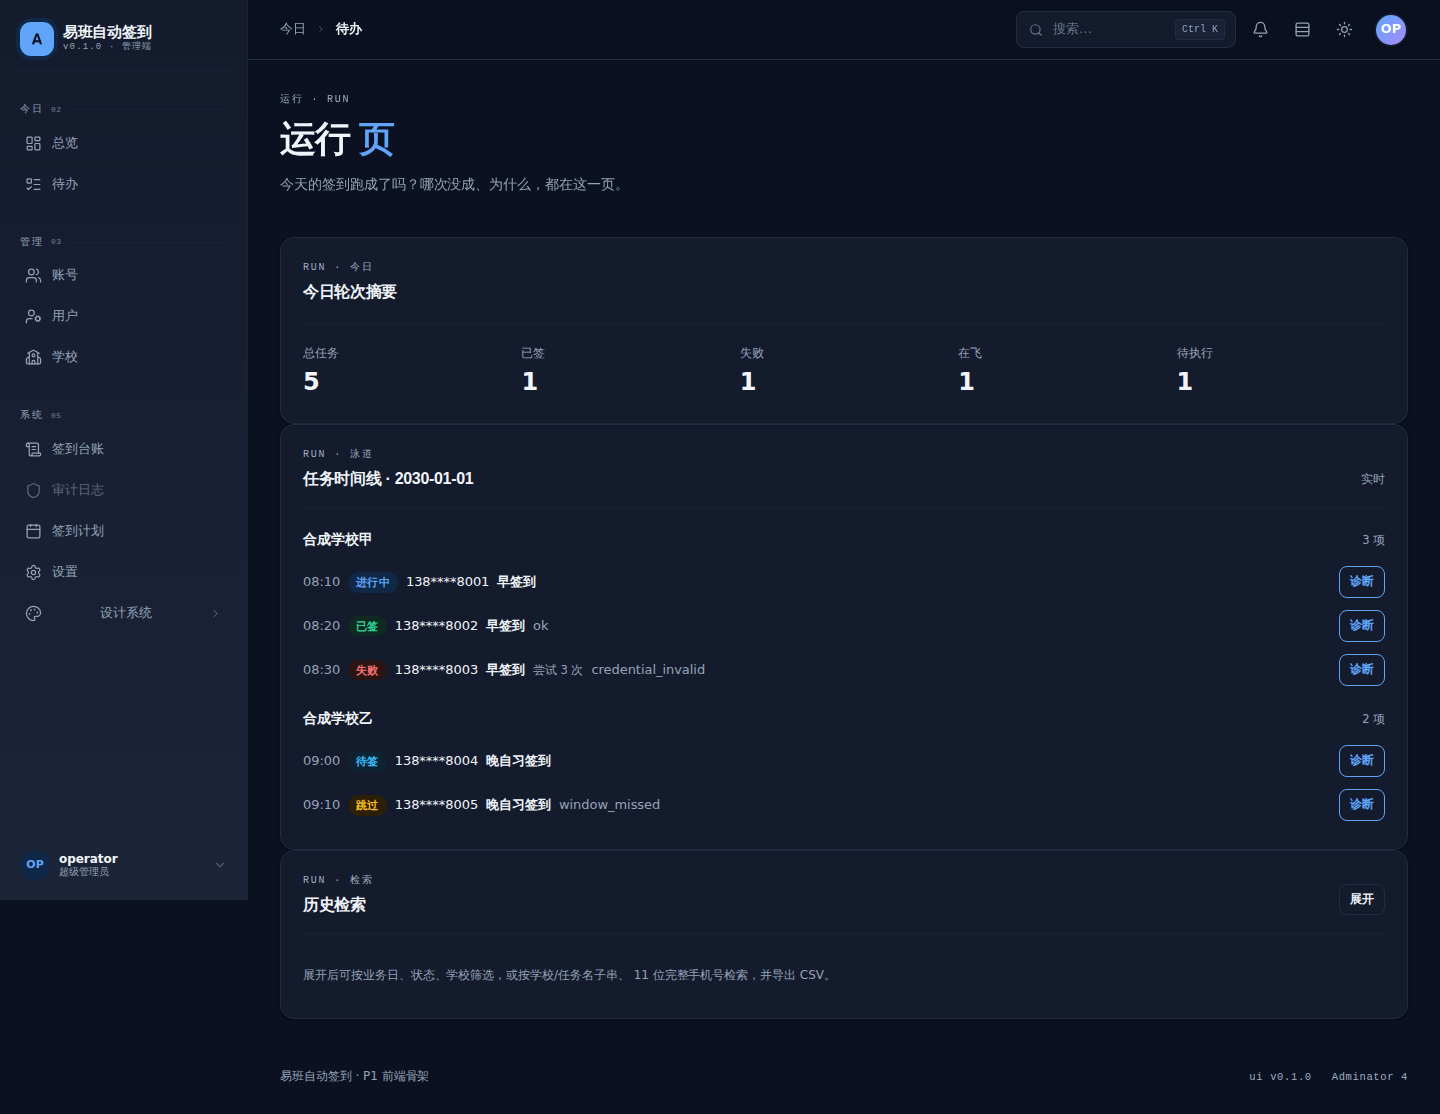 A
易班自动签到
v0.1.0 · 管理端
今日 02
总览
待办
管理 03
账号
用户
学校
系统 05
签到台账
审计日志
签到计划
设置
设计系统
OP
operator
超级管理员
今日 > 待办
搜索… Ctrl K
OP
运行 · RUN
运行 页
今天的签到跑成了吗？哪次没成、为什么，都在这一页。
RUN · 今日
今日轮次摘要
总任务 已签 失败 在飞 待执行
5 1 1 1 1
RUN · 泳道
任务时间线 · 2030-01-01 实时
合成学校甲 3 项
08:10 进行中 138****8001 早签到 诊断
08:20 已签 138****8002 早签到 ok 诊断
08:30 失败 138****8003 早签到 尝试 3 次 credential_invalid 诊断
合成学校乙 2 项
09:00 待签 138****8004 晚自习签到 诊断
09:10 跳过 138****8005 晚自习签到 window_missed 诊断
RUN · 检索
历史检索 展开
展开后可按业务日、状态、学校筛选，或按学校/任务名子串、 11 位完整手机号检索，并导出 CSV。
易班自动签到 · P1 前端骨架 ui v0.1.0 Adminator 4